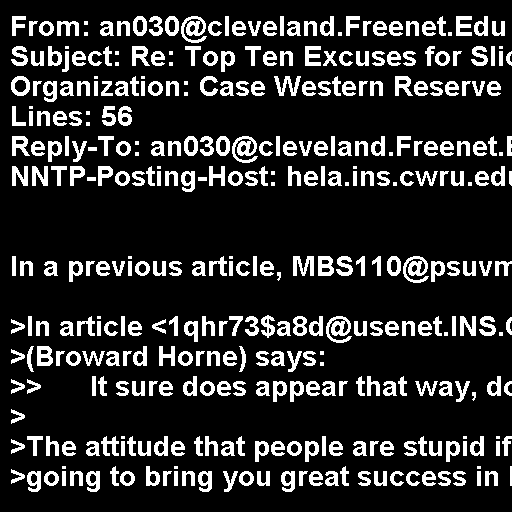 From: an030@cleveland.Freenet.Edu
Subject: Re: Top Ten Excuses for Slic
Organization: Case Western Reserve
Lines: 56
Reply-To: an030@cleveland.Freenet.E
NNTP-Posting-Host: hela.ins.cwru.edu
In a previous article, MBS110@psuvm
>In article <1qhr73$a8d@usenet.INS.C
>(Broward Horne) says:
>> It sure does appear that way, do
>
>The attitude that people are stupid if
>going to bring you great success in